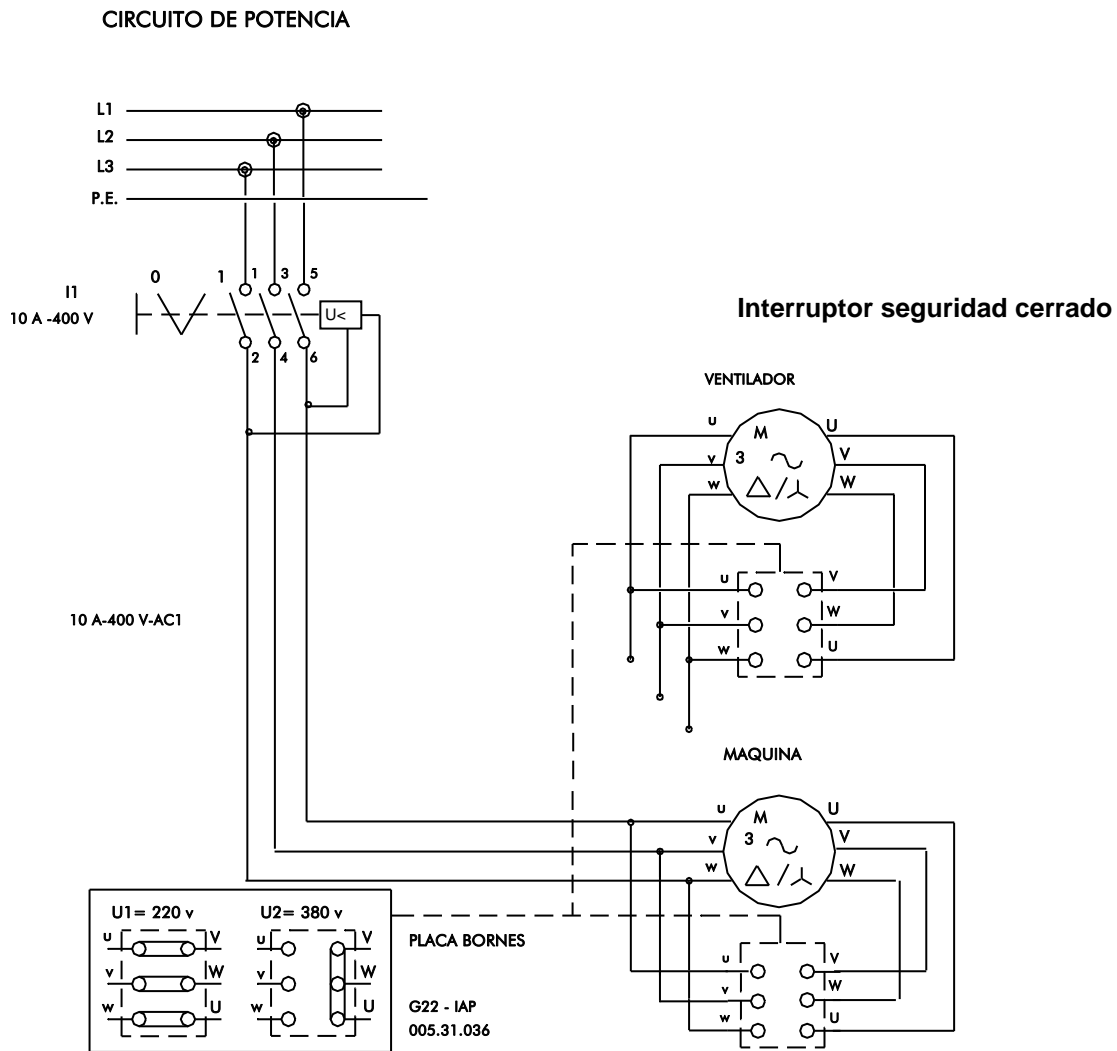 CIRCUITO DE POTENCIA
L1
L2
L3
P.E.
0 1 1 3 5
I1
10 A -400 V
U<
2 4 6
Interruptor seguridad cerrado
VENTILADOR
u M U
v 3 V
w W
u V
v W
w U
10 A-400 V-AC1
MAQUINA
u M U
v 3 V
w W
U1= 220 v U2= 380 v
u V u V
v W v W
w U w U
PLACA BORNES
G22 - IAP
005.31.036
u V
v W
w U